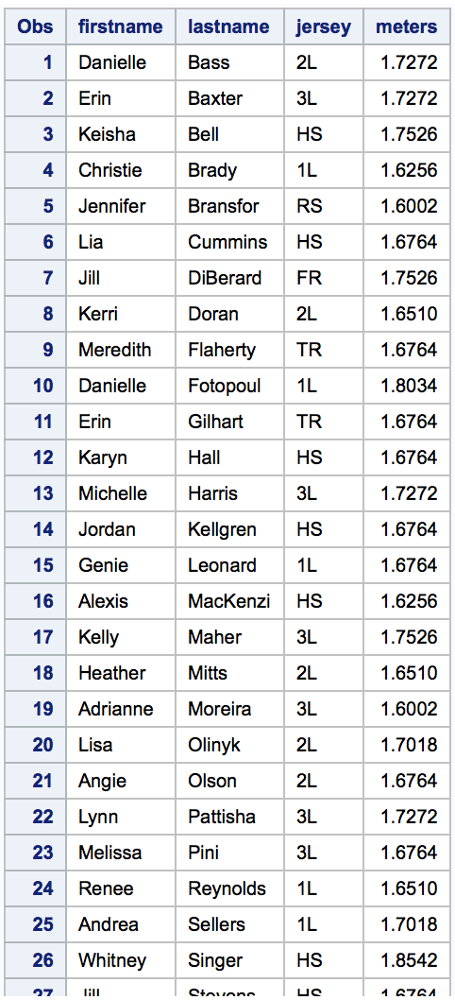 Obs firstname lastname jersey meters
1 Danielle Bass 2L 1.7272
2 Erin Baxter 3L 1.7272
3 Keisha Bell HS 1.7526
4 Christie Brady 1L 1.6256
5 Jennifer Bransfor RS 1.6002
6 Lia Cummins HS 1.6764
7 Jill DiBerard FR 1.7526
8 Kerri Doran 2L 1.6510
9 Meredith Flaherty TR 1.6764
10 Danielle Fotopoul 1L 1.8034
11 Erin Gilhart TR 1.6764
12 Karyn Hall HS 1.6764
13 Michelle Harris 3L 1.7272
14 Jordan Kellgren HS 1.6764
15 Genie Leonard 1L 1.6764
16 Alexis MacKenzi HS 1.6256
17 Kelly Maher 3L 1.7526
18 Heather Mitts 2L 1.6510
19 Adrianne Moreira 3L 1.6002
20 Lisa Olinyk 2L 1.7018
21 Angie Olson 2L 1.6764
22 Lynn Pattisha 3L 1.7272
23 Melissa Pini 3L 1.6764
24 Renee Reynolds 1L 1.6510
25 Andrea Sellers 1L 1.7018
26 Whitney Singer HS 1.8542
27 Jill Stevens HS 1.6764